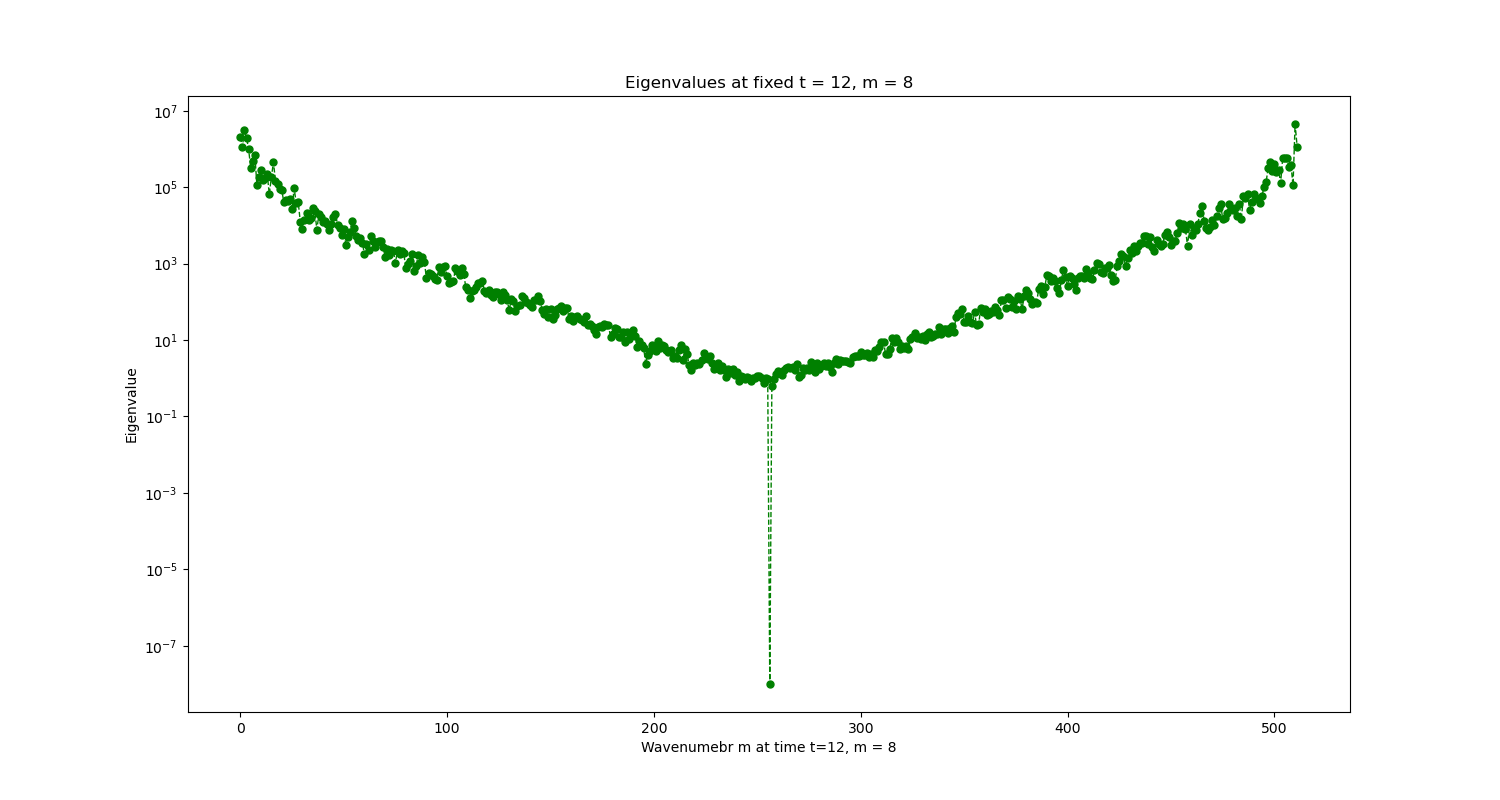 Eigenvalues at fixed t = 12, m = 8
10^7
10^5
10^3
10^1
10^−1
10^−3
10^−5
10^−7
Eigenvalue
0 100 200 300 400 500
Wavenumebr m at time t=12, m = 8